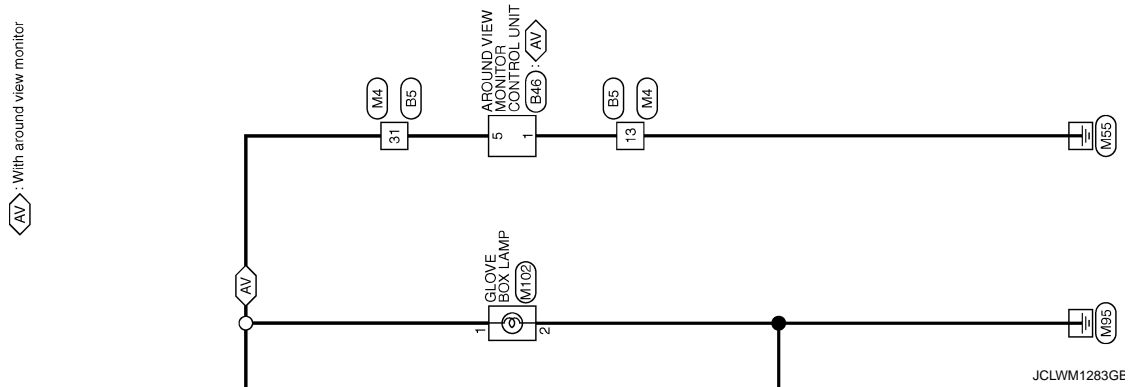 AV : With around view monitor
M4
B5
31
AROUND VIEW
MONITOR
CONTROL UNIT
B46 : AV
5
1
B5
M4
13
M55
AV
GLOVE
BOX LAMP
M102
1
2
M95
JCLWM1283GB